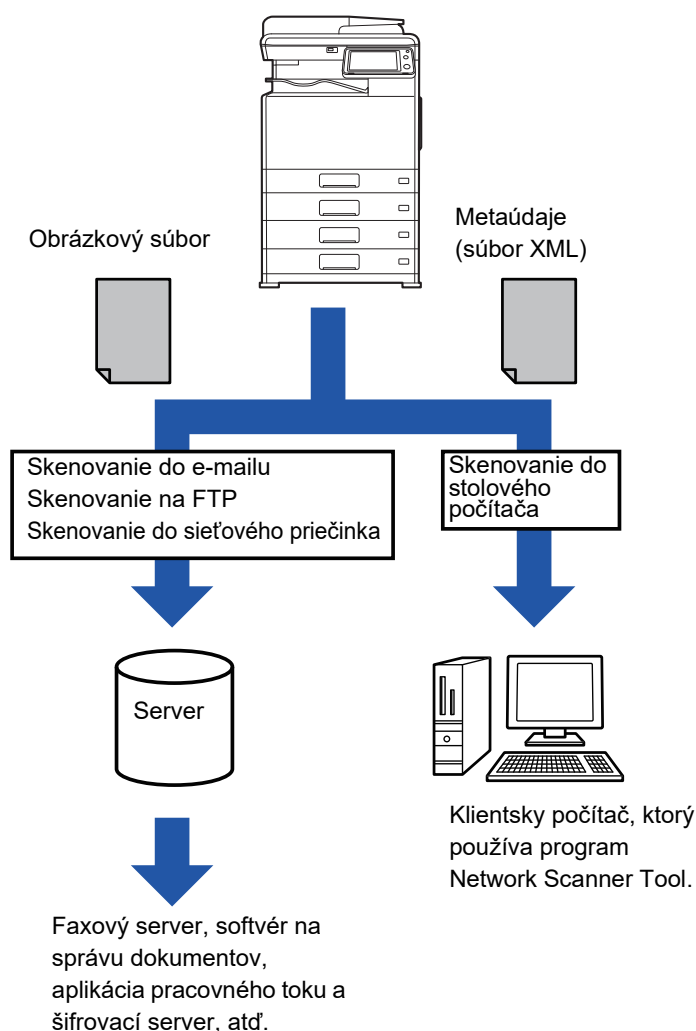 Obrázkový súbor
Metaúdaje
(súbor XML)
Skenovanie do e-mailu
Skenovanie na FTP
Skenovanie do sieťového priečinka
Skenovanie do
stolového
počítača
Server
Klientsky počítač, ktorý
používa program
Network Scanner Tool.
Faxový server, softvér na
správu dokumentov,
aplikácia pracovného toku a
šifrovací server, atď.